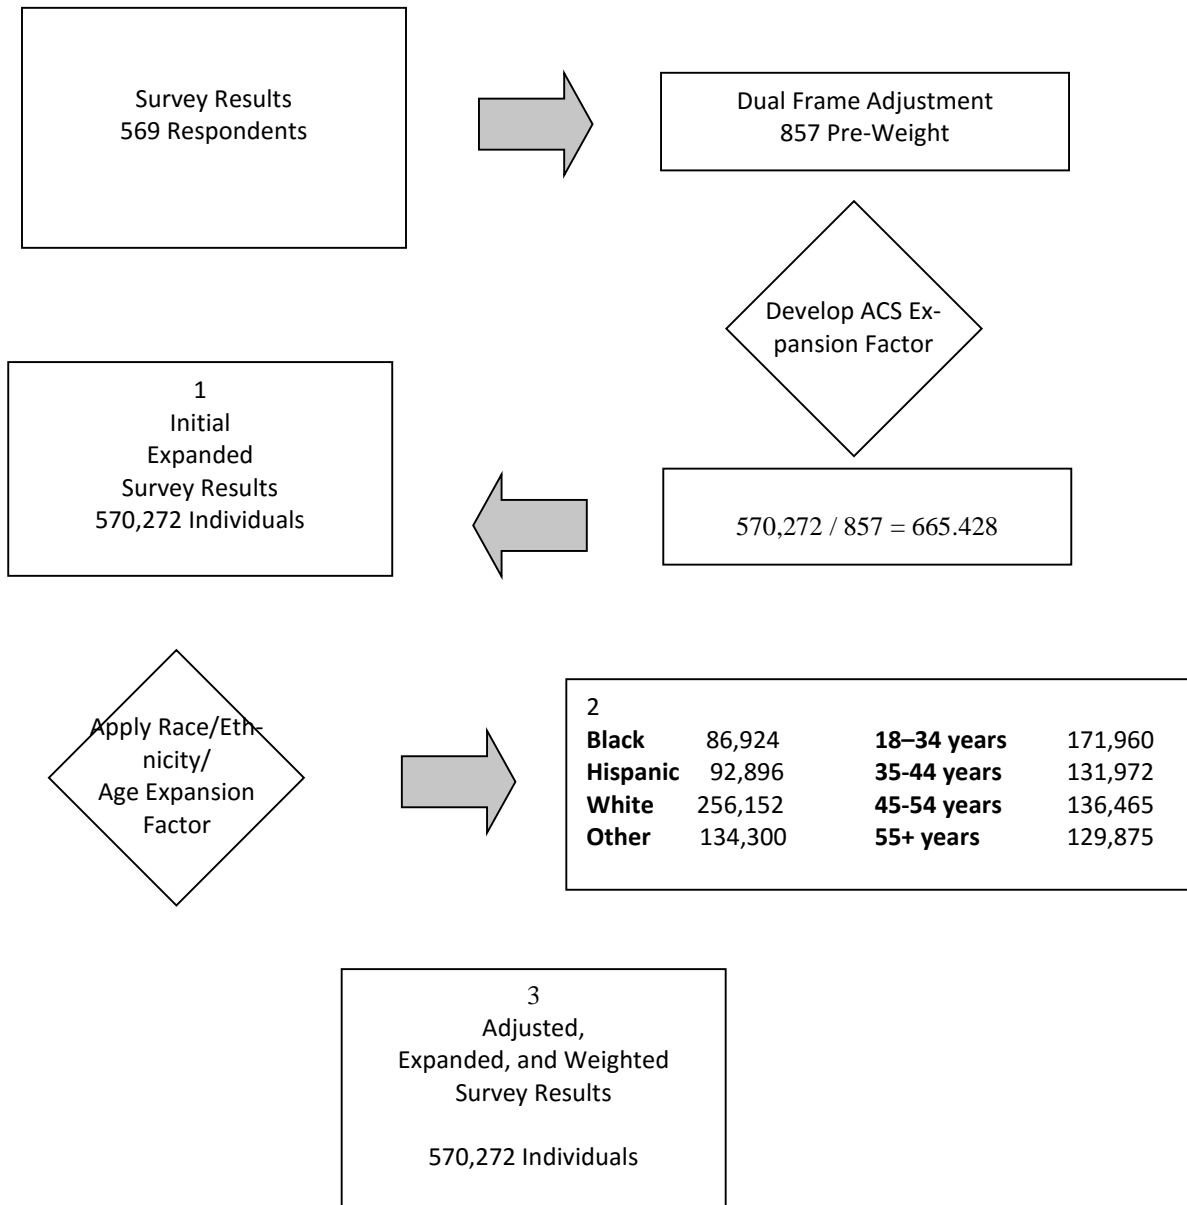 Survey Results
569 Respondents
Dual Frame Adjustment
857 Pre-Weight
Develop ACS Ex-
pansion Factor
1
Initial
Expanded
Survey Results
570,272 Individuals
570,272 / 857 = 665.428
Apply Race/Eth-
nicity/
Age Expansion
Factor
2
Black 86,924 18–34 years 171,960
Hispanic 92,896 35-44 years 131,972
White 256,152 45-54 years 136,465
Other 134,300 55+ years 129,875
3
Adjusted,
Expanded, and Weighted
Survey Results
570,272 Individuals